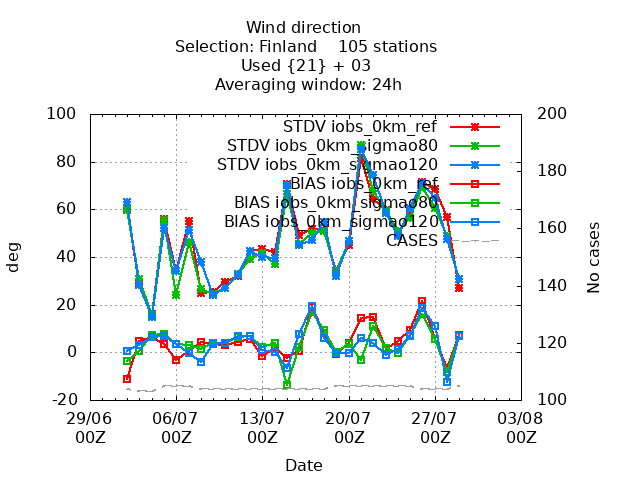 Wind direction
Selection: Finland    105 stations
Used {21} + 03
Averaging window: 24h
100
80
60
40
20
0
-20
deg
200
180
160
140
120
100
No cases
STDV iobs_0km_ref
STDV iobs_0km_sigmao80
STDV iobs_0km_sigmao120
BIAS iobs_0km_ref
BIAS iobs_0km_sigmao80
BIAS iobs_0km_sigmao120
CASES
29/06 06/07 13/07 20/07 27/07 03/08
00Z 00Z 00Z 00Z 00Z 00Z
Date